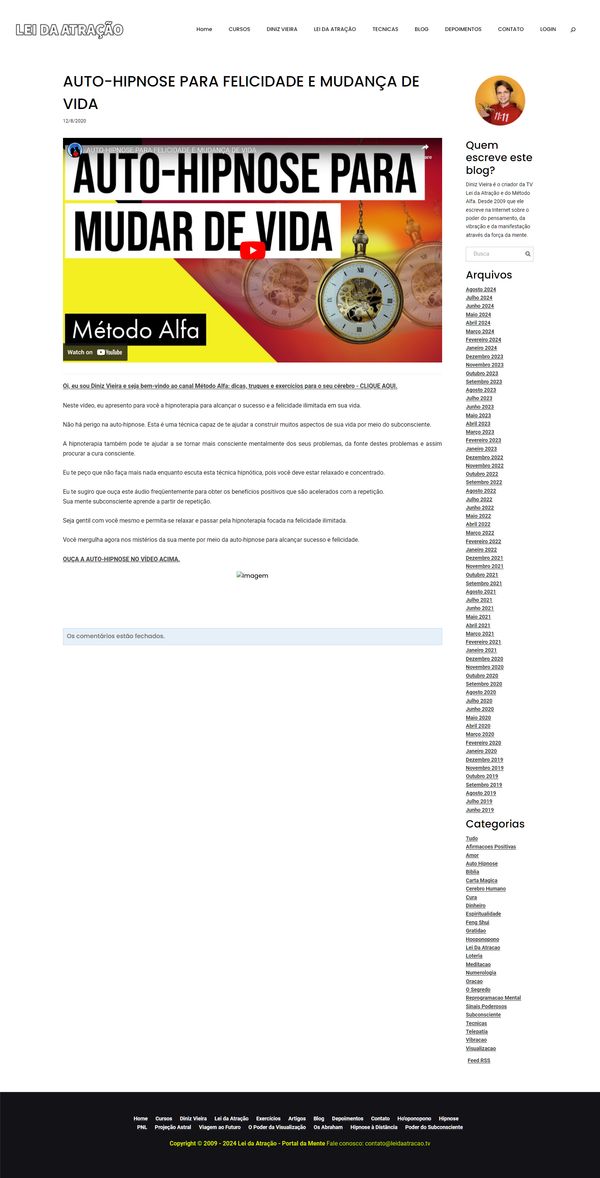 LEI DA ATRAÇÃO
Home CURSOS DINIZ VIEIRA LEI DA ATRAÇÃO TECNICAS BLOG DEPOIMENTOS CONTATO LOGIN
AUTO-HIPNOSE PARA FELICIDADE E MUDANÇA DE
VIDA
12/8/2020
AUTO-HIPNOSE PARA FELICIDADE E MUDANÇA DE VIDA
AUTO-HIPNOSE PARA
MUDAR DE VIDA
Método Alfa
Watch on YouTube
Oi, eu sou Diniz Vieira e seja bem-vindo ao canal Método Alfa: dicas, truques e exercícios para o seu cérebro - CLIQUE AQUI.
Neste vídeo, eu apresento para você a hipnoterapia para alcançar o sucesso e a felicidade ilimitada em sua vida.
Não há perigo na auto-hipnose. Esta é uma técnica capaz de te ajudar a construir muitos aspectos de sua vida por meio do subconsciente.
A hipnoterapia também pode te ajudar a se tornar mais consciente mentalmente dos seus problemas, da fonte destes problemas e assim
procurar a cura consciente.
Eu te peço que não faça mais nada enquanto escuta esta técnica hipnótica, pois você deve estar relaxado e concentrado.
Eu te sugiro que ouça este áudio freqüentemente para obter os benefícios positivos que são acelerados com a repetição.
Sua mente subconsciente aprende a partir de repetição.
Seja gentil com você mesmo e permita-se relaxar e passar pela hipnoterapia focada na felicidade ilimitada.
Você mergulha agora nos mistérios da sua mente por meio da auto-hipnose para alcançar sucesso e felicidade.
OUÇA A AUTO-HIPNOSE NO VÍDEO ACIMA.
Imagem
Os comentários estão fechados.
11:11
Quem
escreve este
blog?
Diniz Vieira é o criador da TV
Lei da Atração e do Método
Alfa. Desde 2009 que ele
escreve na Internet sobre o
poder do pensamento, da
vibração e da manifestação
através da força da mente.
Busca
Arquivos
Agosto 2024
Julho 2024
Junho 2024
Maio 2024
Abril 2024
Março 2024
Fevereiro 2024
Janeiro 2024
Dezembro 2023
Novembro 2023
Outubro 2023
Setembro 2023
Agosto 2023
Julho 2023
Junho 2023
Maio 2023
Abril 2023
Março 2023
Fevereiro 2023
Janeiro 2023
Dezembro 2022
Novembro 2022
Outubro 2022
Setembro 2022
Agosto 2022
Julho 2022
Junho 2022
Maio 2022
Abril 2022
Março 2022
Fevereiro 2022
Janeiro 2022
Dezembro 2021
Novembro 2021
Outubro 2021
Setembro 2021
Agosto 2021
Julho 2021
Junho 2021
Maio 2021
Abril 2021
Março 2021
Fevereiro 2021
Janeiro 2021
Dezembro 2020
Novembro 2020
Outubro 2020
Setembro 2020
Agosto 2020
Julho 2020
Junho 2020
Maio 2020
Abril 2020
Março 2020
Fevereiro 2020
Janeiro 2020
Dezembro 2019
Novembro 2019
Outubro 2019
Setembro 2019
Agosto 2019
Julho 2019
Junho 2019
Categorias
Tudo
Afirmacoes Positivas
Amor
Auto Hipnose
Biblia
Carta Magica
Cerebro Humano
Cura
Dinheiro
Espiritualidade
Feng Shui
Gratidao
Hooponopono
Lei Da Atracao
Loteria
Meditacao
Numerologia
Oracao
O Segredo
Reprogramacao Mental
Sinais Poderosos
Subconsciente
Tecnicas
Telepatia
Vibracao
Visualizacao
Feed RSS
Home Cursos Diniz Vieira Lei da Atração Exercícios Artigos Blog Depoimentos Contato Ho'oponopono Hipnose
PNL Projeção Astral Viagem ao Futuro O Poder da Visualização Os Abraham Hipnose à Distância Poder do Subconsciente
Copyright © 2009 - 2024 Lei da Atração - Portal da Mente Fale conosco: contato@leidaatracao.tv